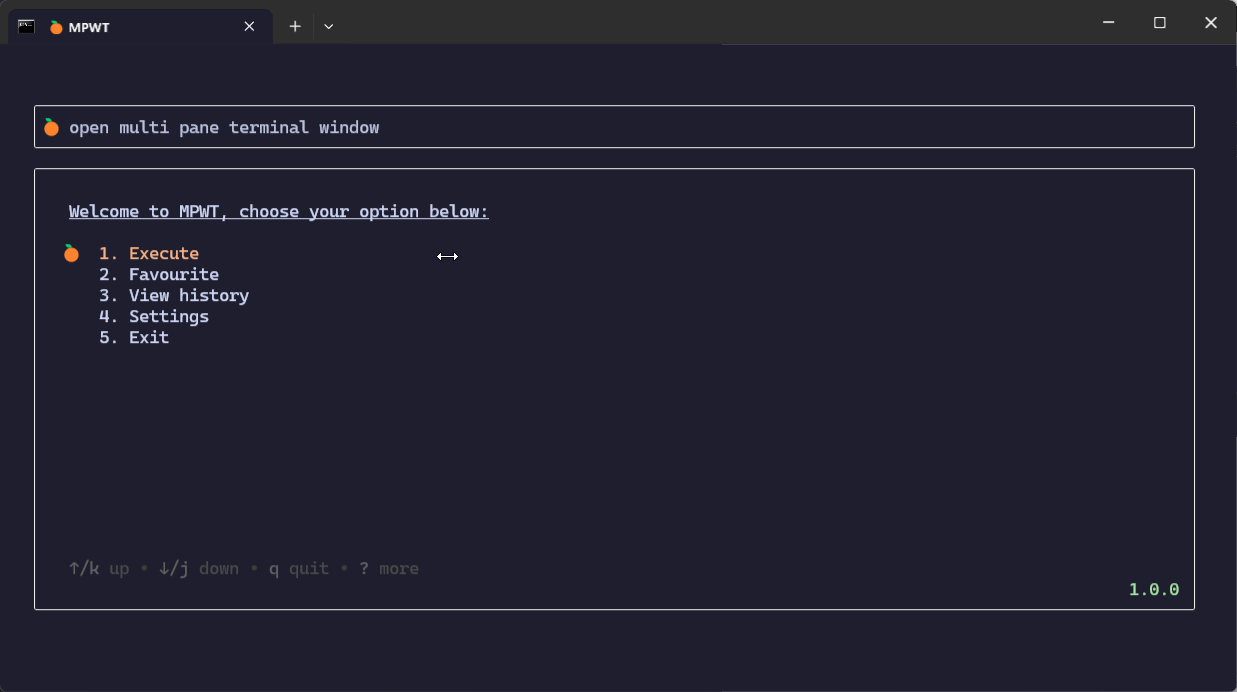 MPWT
open multi pane terminal window
Welcome to MPWT, choose your option below:
1. Execute
2. Favourite
3. View history
4. Settings
5. Exit
↑/k up • ↓/j down • q quit • ? more
1.0.0